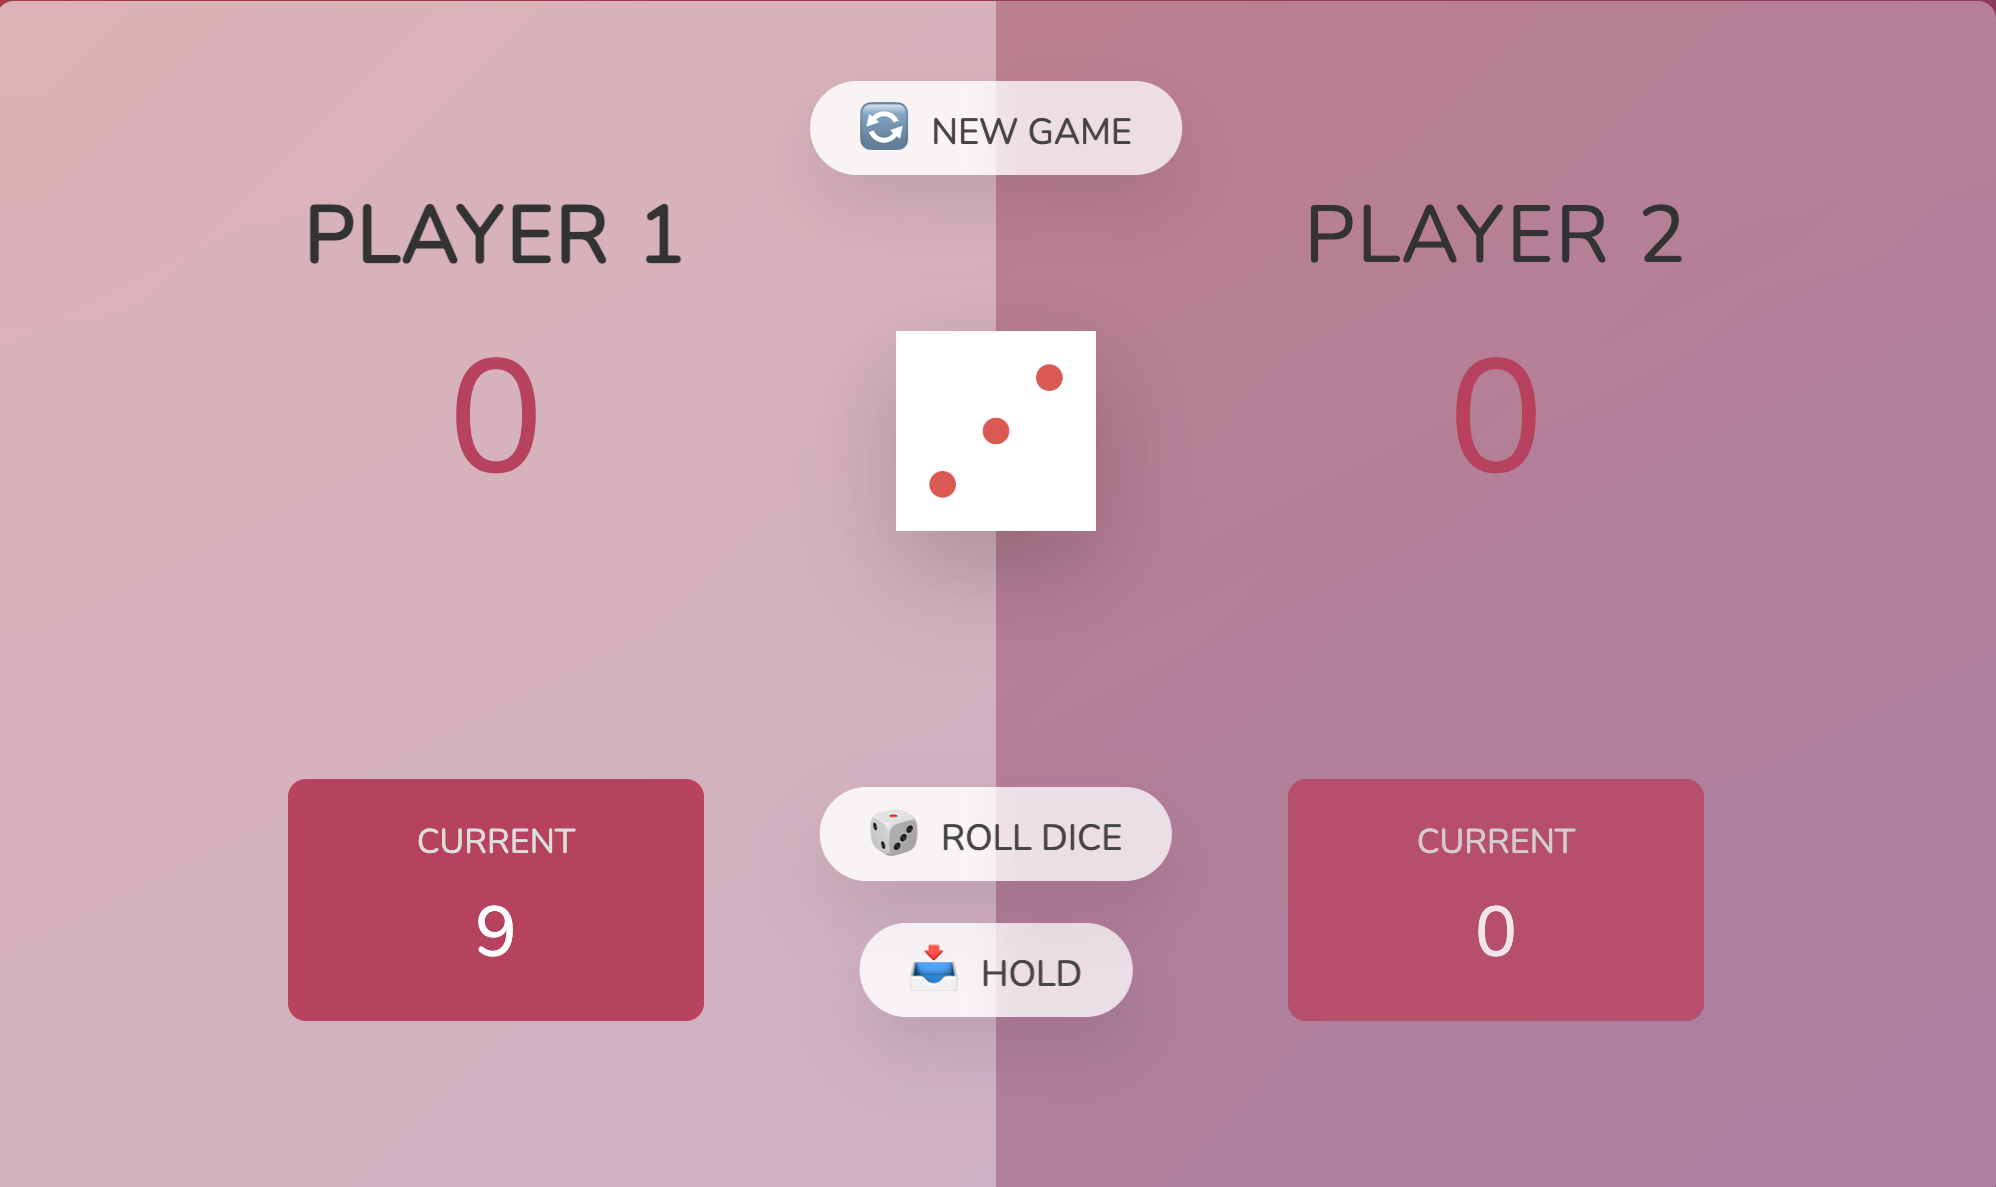 NEW GAME
PLAYER 1
0
PLAYER 2
0
CURRENT
9
ROLL DICE
HOLD
CURRENT
0